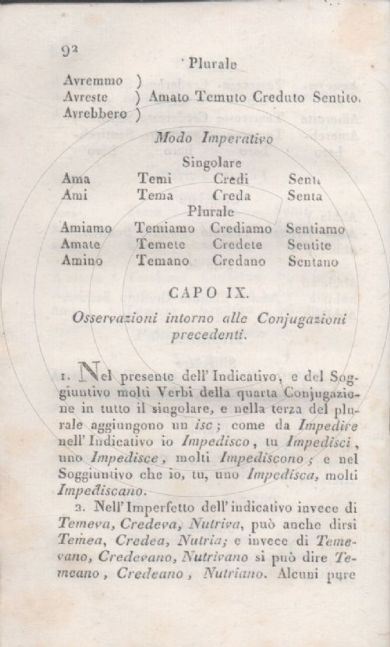 92
Plurale
Avremmo )
Avreste ) Amato Temuto Creduto Sentito.
Avrebbero )
Modo Imperativo
Singolare
Ama Temi Credi Senti
Ami Tema Creda Senta
Plurale
Amiamo Temiamo Crediamo Sentiamo
Amate Temete Credete Sentite
Amino Temano Credano Sentano
CAPO IX.
Osservazioni intorno alle Conjugazioni
precedenti.
1. Nel presente dell'Indicativo, e del Sog-
giuntivo molti Verbi della quarta Conjugazio-
ne in tutto il singolare, e nella terza del plu-
rale aggiungono un isc; come da Impedire
nell'Indicativo io Impedisco, tu Impedisci,
uno Impedisce, molti Impediscono; e nel
Soggiuntivo che io, tu, uno Impedisca, molti
Impediscano.
2. Nell'Imperfetto dell'indicativo invece di
Temeva, Credeva, Nutriva, può anche dirsi
Temea, Credea, Nutria; e invece di Teme-
vano, Credevano, Nutrivano si può dire Te-
meano, Credeano, Nutriano. Alcuni pure